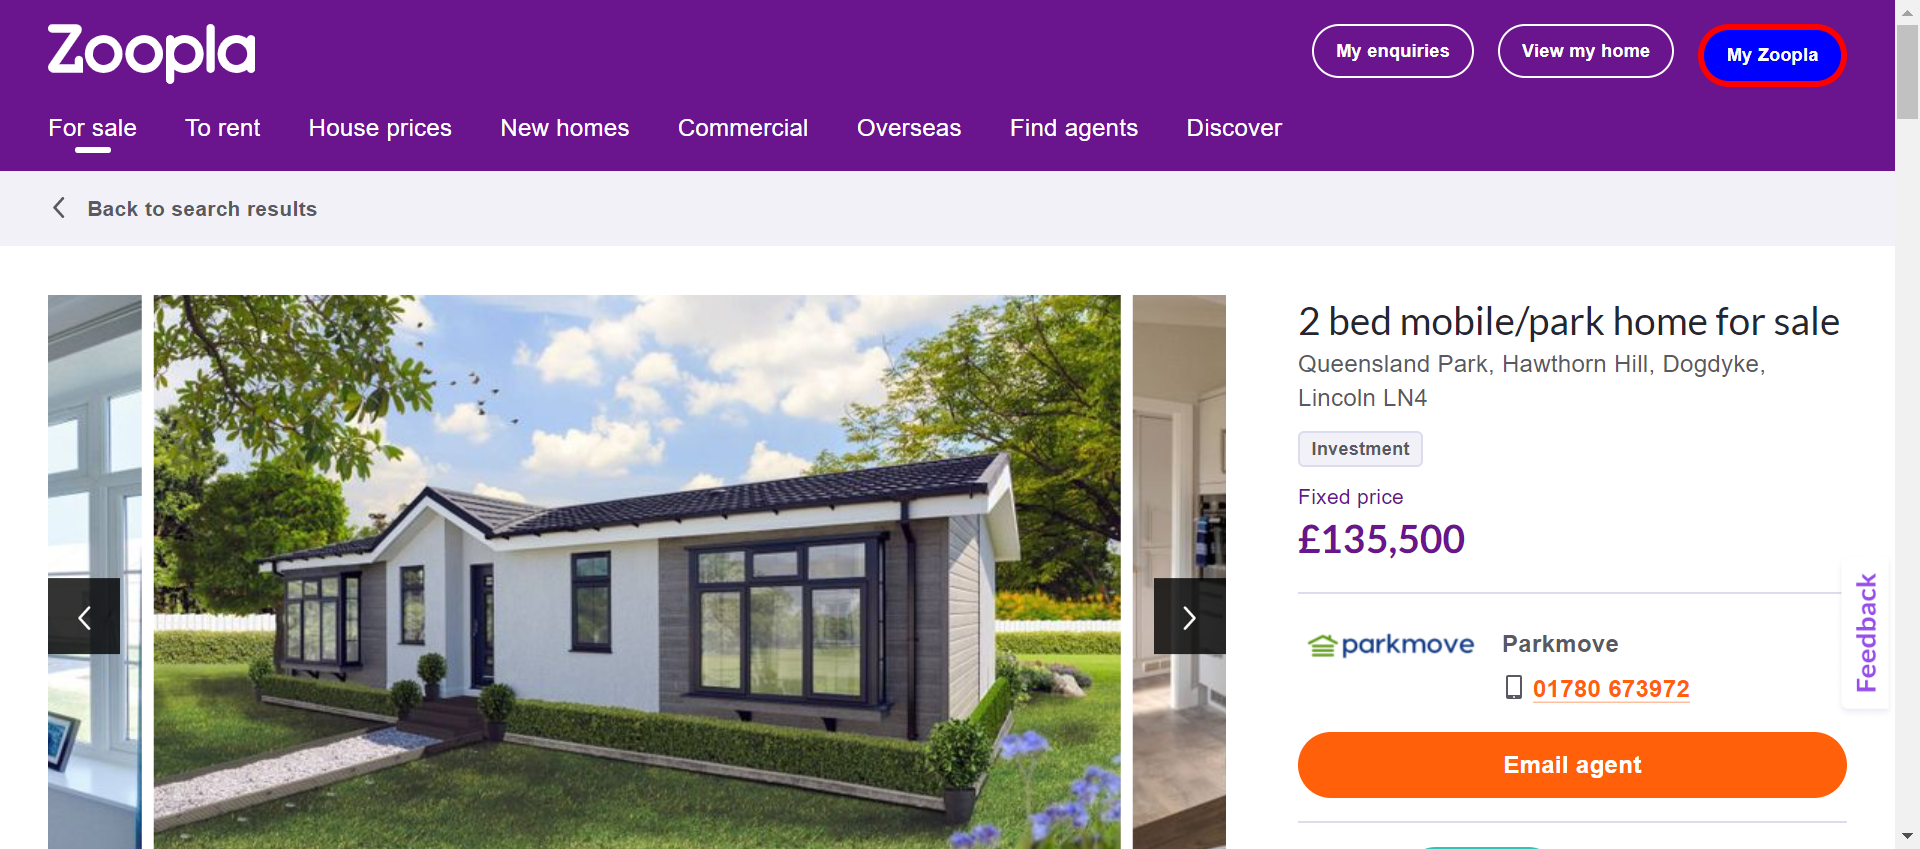 Zoopla
My enquiries
View my home
My Zoopla
For sale
To rent
House prices
New homes
Commercial
Overseas
Find agents
Discover
Back to search results
2 bed mobile/park home for sale
Queensland Park, Hawthorn Hill, Dogdyke,
Lincoln LN4
Investment
Fixed price
£135,500
parkmove
Parkmove
01780 673972
Email agent
Feedback